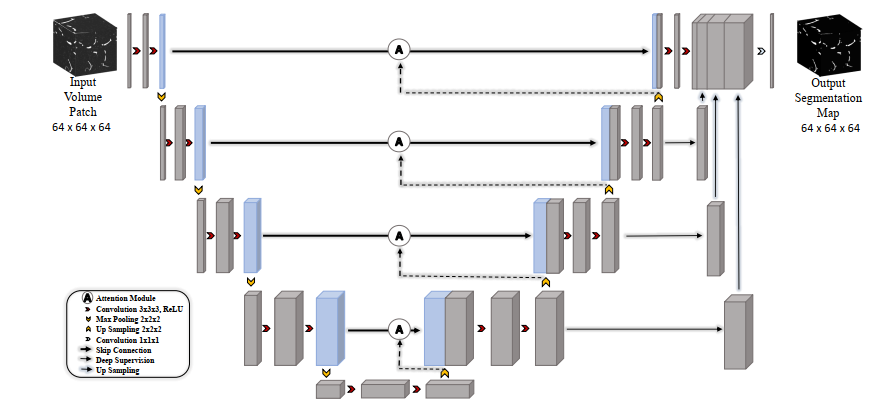 A
Input
Volume
Patch
64 x 64 x 64
Output
Segmentation
Map
64 x 64 x 64
A
A
A
A Attention Module
Convolution 3x3x3, ReLU
Max Pooling 2x2x2
Up Sampling 2x2x2
Convolution 1x1x1
Skip Connection
Deep Supervision
Up Sampling